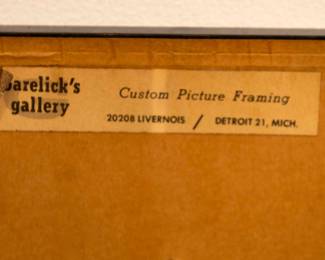 arelick's
gallery
Custom Picture Framing
20208 LIVERNOIS / DETROIT 21, MICH.